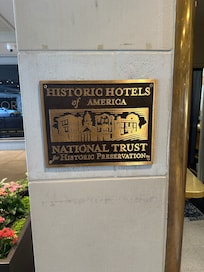 HISTORIC HOTELS
of AMERICA
NATIONAL TRUST
for HISTORIC PRESERVATION